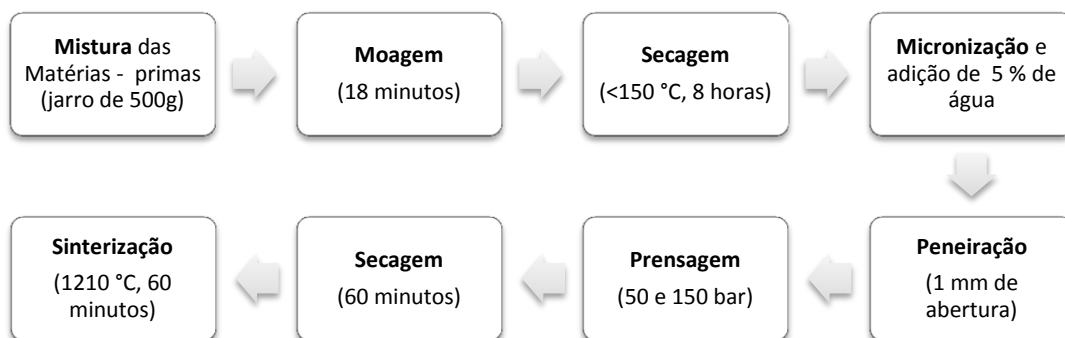 Mistura das
Matérias - primas
(jarro de 500g)
Moagem
(18 minutos)
Secagem
(<150 °C, 8 horas)
Micronização e
adição de 5 % de
água
Peneiração
(1 mm de
abertura)
Prensagem
(50 e 150 bar)
Secagem
(60 minutos)
Sinterização
(1210 °C, 60
minutos)